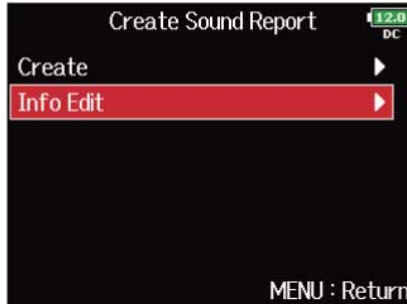 Create Sound Report
12.0
DC
Create
Info Edit
MENU : Return